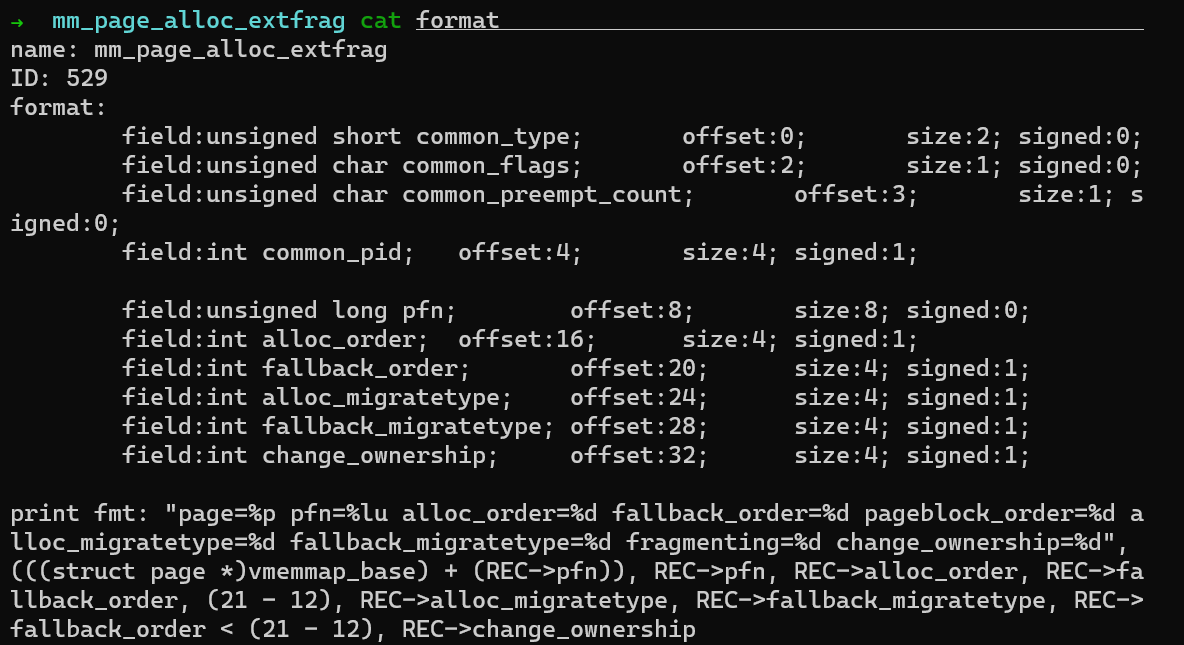 →  mm_page_alloc_extfrag cat format
name: mm_page_alloc_extfrag
ID: 529
format:
        field:unsigned short common_type;       offset:0;       size:2; signed:0;
        field:unsigned char common_flags;       offset:2;       size:1; signed:0;
        field:unsigned char common_preempt_count;       offset:3;       size:1; s
igned:0;
        field:int common_pid;   offset:4;       size:4; signed:1;

        field:unsigned long pfn;        offset:8;       size:8; signed:0;
        field:int alloc_order;  offset:16;      size:4; signed:1;
        field:int fallback_order;       offset:20;      size:4; signed:1;
        field:int alloc_migratetype;    offset:24;      size:4; signed:1;
        field:int fallback_migratetype; offset:28;      size:4; signed:1;
        field:int change_ownership;     offset:32;      size:4; signed:1;

print fmt: "page=%p pfn=%lu alloc_order=%d fallback_order=%d pageblock_order=%d a
lloc_migratetype=%d fallback_migratetype=%d fragmenting=%d change_ownership=%d",
(((struct page *)vmemmap_base) + (REC->pfn)), REC->pfn, REC->alloc_order, REC->fa
llback_order, (21 - 12), REC->alloc_migratetype, REC->fallback_migratetype, REC->
fallback_order < (21 - 12), REC->change_ownership